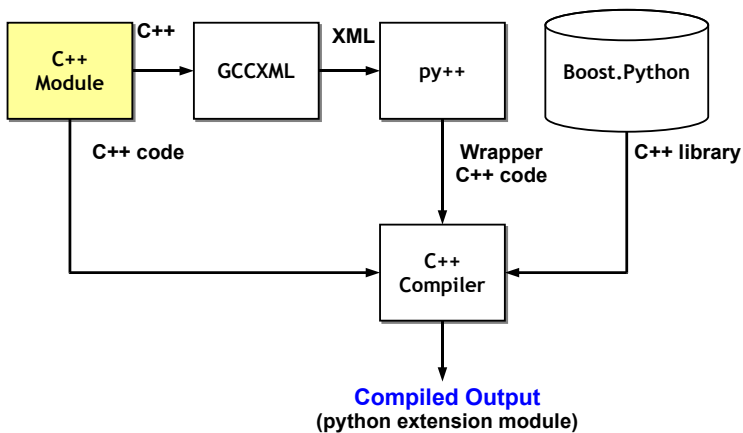 C++
XML
C++
Module
GCCXML
py++
Boost.Python
C++ code
Wrapper
C++ code
C++ library
C++
Compiler
Compiled Output
(python extension module)